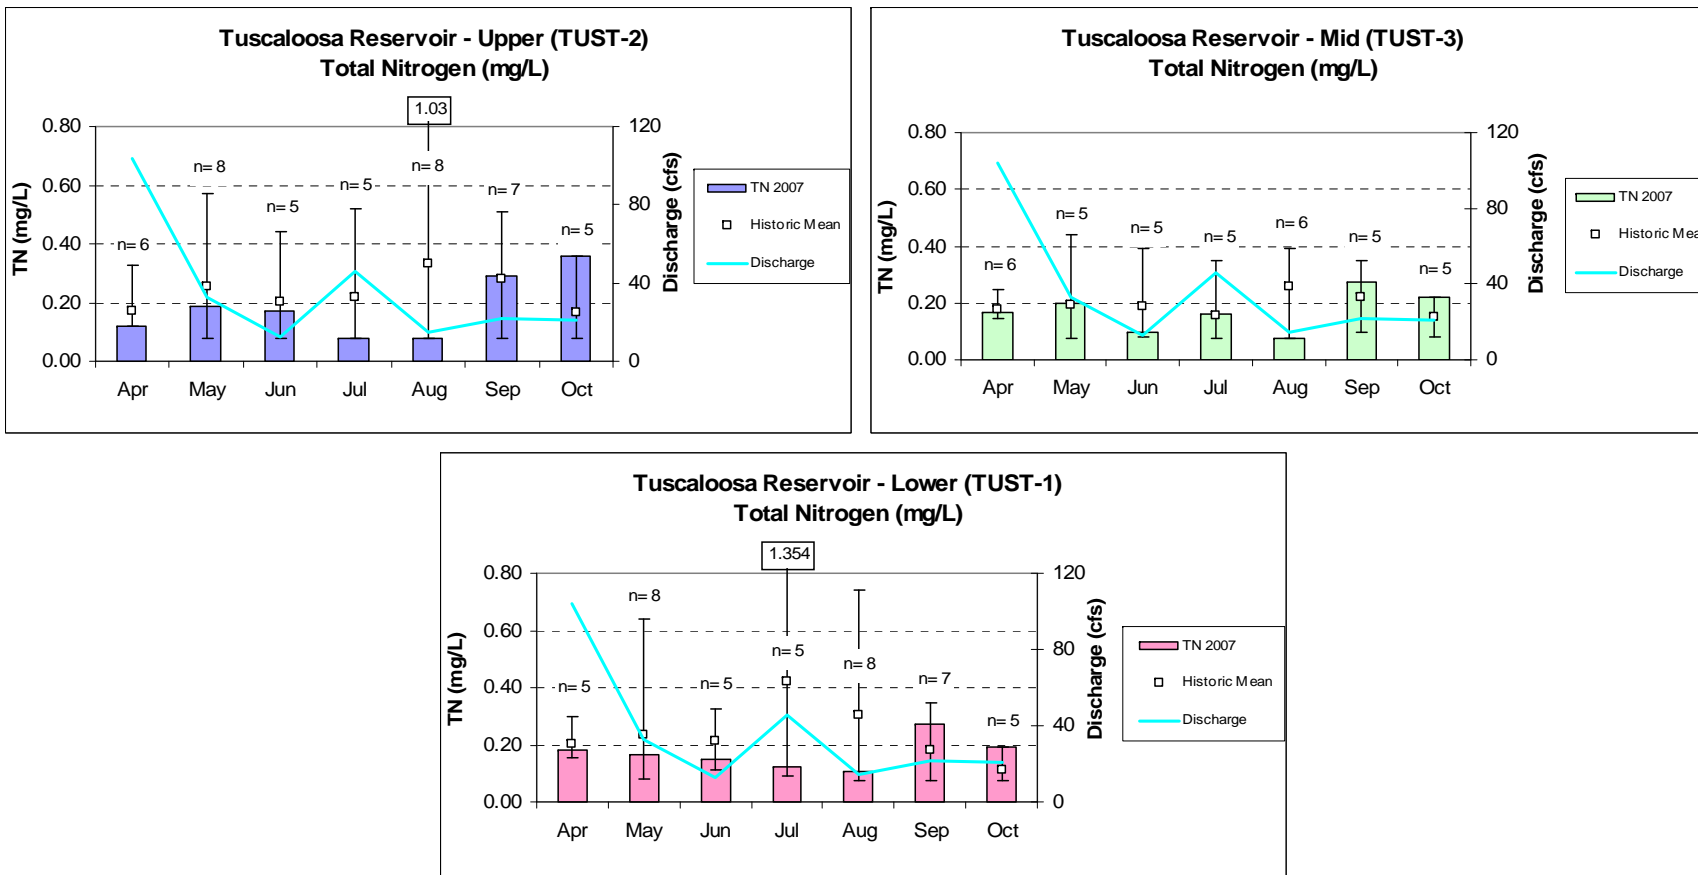 Tuscaloosa Reservoir - Upper (TUST-2)
Total Nitrogen (mg/L)
1.03
0.80
0.60
0.40
0.20
0.00
TN (mg/L)
n= 6
n= 8
n= 5
n= 5
n= 8
n= 7
n= 5
120
80
40
0
Discharge (cfs)
Apr May Jun Jul Aug Sep Oct
TN 2007
Historic Mean
Discharge
Tuscaloosa Reservoir - Mid (TUST-3)
Total Nitrogen (mg/L)
0.80
0.60
0.40
0.20
0.00
TN (mg/L)
n= 6
n= 5
n= 5
n= 5
n= 6
n= 5
n= 5
120
80
40
0
Discharge (cfs)
Apr May Jun Jul Aug Sep Oct
TN 2007
Historic Mean
Discharge
Tuscaloosa Reservoir - Lower (TUST-1)
Total Nitrogen (mg/L)
1.354
0.80
0.60
0.40
0.20
0.00
TN (mg/L)
n= 5
n= 8
n= 5
n= 5
n= 8
n= 7
n= 5
120
80
40
0
Discharge (cfs)
Apr May Jun Jul Aug Sep Oct
TN 2007
Historic Mean
Discharge